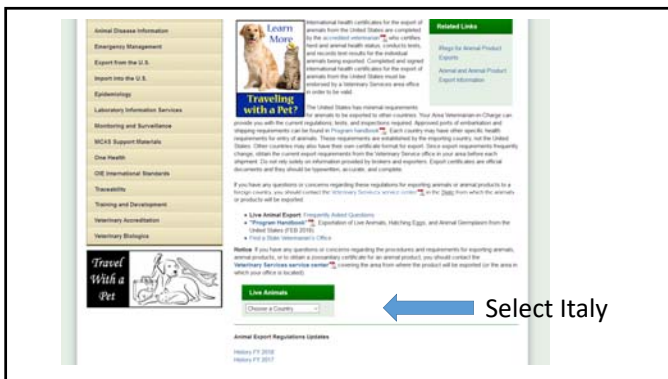 Animal Disease Information
Emergency Management
Export from the U.S.
Import into the U.S.
Epidemiology
Laboratory Information Services
Monitoring and Surveillance
MCAS Support Materials
One Health
OIE International Standards
Traceability
Training and Development
Veterinary Accreditation
Veterinary Biologics
Travel
With a
Pet
Learn
More
Traveling
with a Pet?
International health certificates for the export of
animals from the United States are completed
by the accredited veterinarian who certifies
herd and animal health status, conducts tests,
and records test results for the individual
animals being exported. Completed and signed
international health certificates for the export of
animals from the United States must be
endorsed by a Veterinary Services area office
in order to be valid.
The United States has minimal requirements
for animals to be exported to other countries. Your Area Veterinarian-in-Charge can
provide you with the current regulations, tests, and inspections required. Approved ports of embarkation and
shipping requirements can be found in Program handbook. Each country may have other specific health
requirements for entry of animals. These requirements are established by the importing country, not the United
States. Other countries may also have their own certificate format for export. Since export requirements frequently
change, obtain the current export requirements from the Veterinary Service office in your area before each
shipment. Do not rely solely on information provided by brokers and exporters. Export certificates are official
documents and they should be typewritten, accurate, and complete.
If you have any questions or concerns regarding these regulations for exporting animals or animal products to a
foreign country, you should contact the Veterinary Services service center in the State from which the animals
or products will be exported.
• Live Animal Export: Frequently Asked Questions
• "Program Handbook" Exportation of Live Animals, Hatching Eggs, and Animal Germplasm from the
United States (FEB 2018)
• Find a State Veterinarian's Office
Notice: If you have any questions or concerns regarding the procedures and requirements for exporting animals,
animal products, or to obtain a zoosanitary certificate for an animal product, you should contact the
Veterinary Services service center covering the area from where the product will be exported (or the area in
which your office is located).
Live Animals
Choose a Country
Animal Export Regulations Updates
History FY 2018
History FY 2017
Related Links
IRegs for Animal Product
Exports
Animal and Animal Product
Export Information
Select Italy